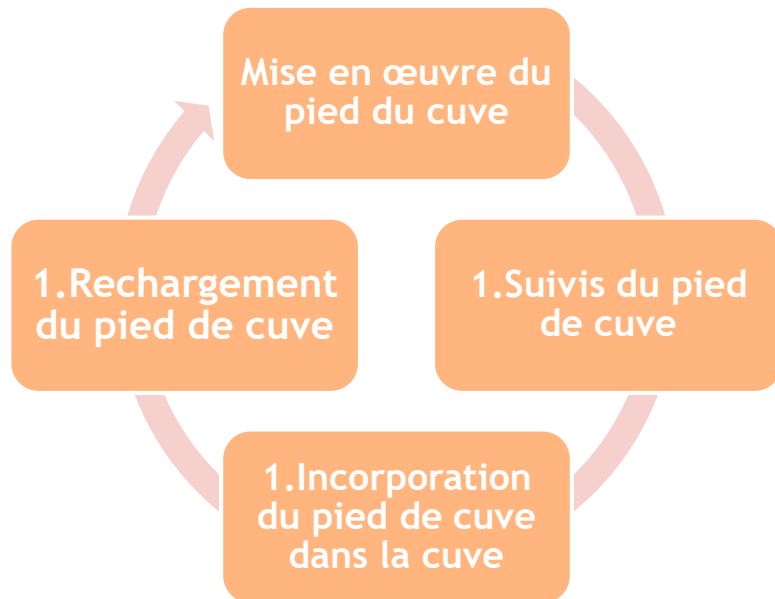 Mise en œuvre du
pied du cuve
1.Suivis du pied
de cuve
1.Incorporation
du pied de cuve
dans la cuve
1.Rechargement
du pied de cuve